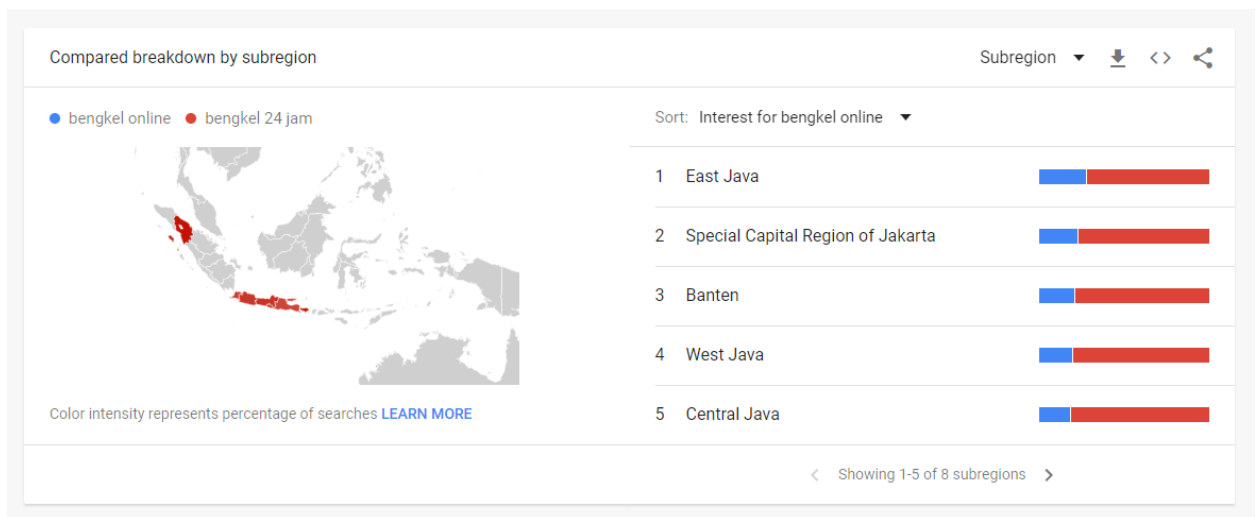 Compared breakdown by subregion
Subregion
bengkel online bengkel 24 jam
Sort: Interest for bengkel online
1 East Java
2 Special Capital Region of Jakarta
3 Banten
4 West Java
5 Central Java
Color intensity represents percentage of searches LEARN MORE
Showing 1-5 of 8 subregions